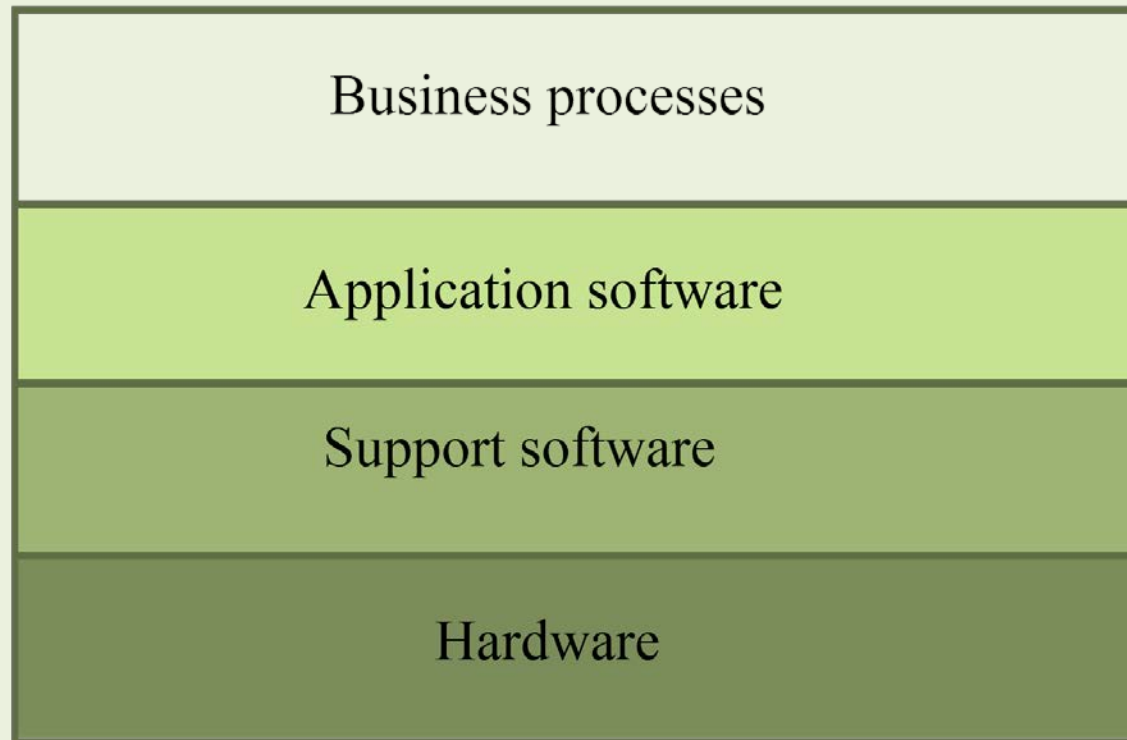 Business processes
Application software
Support software
Hardware